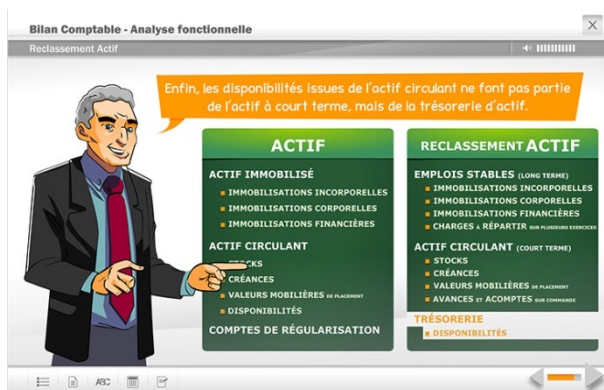 Bilan Comptable - Analyse fonctionnelle
Reclassement Actif
Enfin, les disponibilités issues de l'actif circulant ne font pas partie
de l'actif à court terme, mais de la trésorerie d'actif.
ACTIF
ACTIF IMMOBILISÉ
IMMOBILISATIONS INCORPORELLES
IMMOBILISATIONS CORPORELLES
IMMOBILISATIONS FINANCIÈRES
ACTIF CIRCULANT
STOCKS
CRÉANCES
VALEURS MOBILIÈRES DE PLACEMENT
DISPONIBILITÉS
COMPTES DE RÉGULARISATION
RECLASSEMENT ACTIF
EMPLOIS STABLES (LONG TERME)
IMMOBILISATIONS INCORPORELLES
IMMOBILISATIONS CORPORELLES
IMMOBILISATIONS FINANCIÈRES
CHARGES À RÉPARTIR SUR PLUSIEURS EXERCICES
ACTIF CIRCULANT (COURT TERME)
STOCKS
CRÉANCES
VALEURS MOBILIÈRES DE PLACEMENT
AVANCES ET ACOMPTES SUR COMMANDE
TRÉSORERIE
DISPONIBILITÉS
ABC